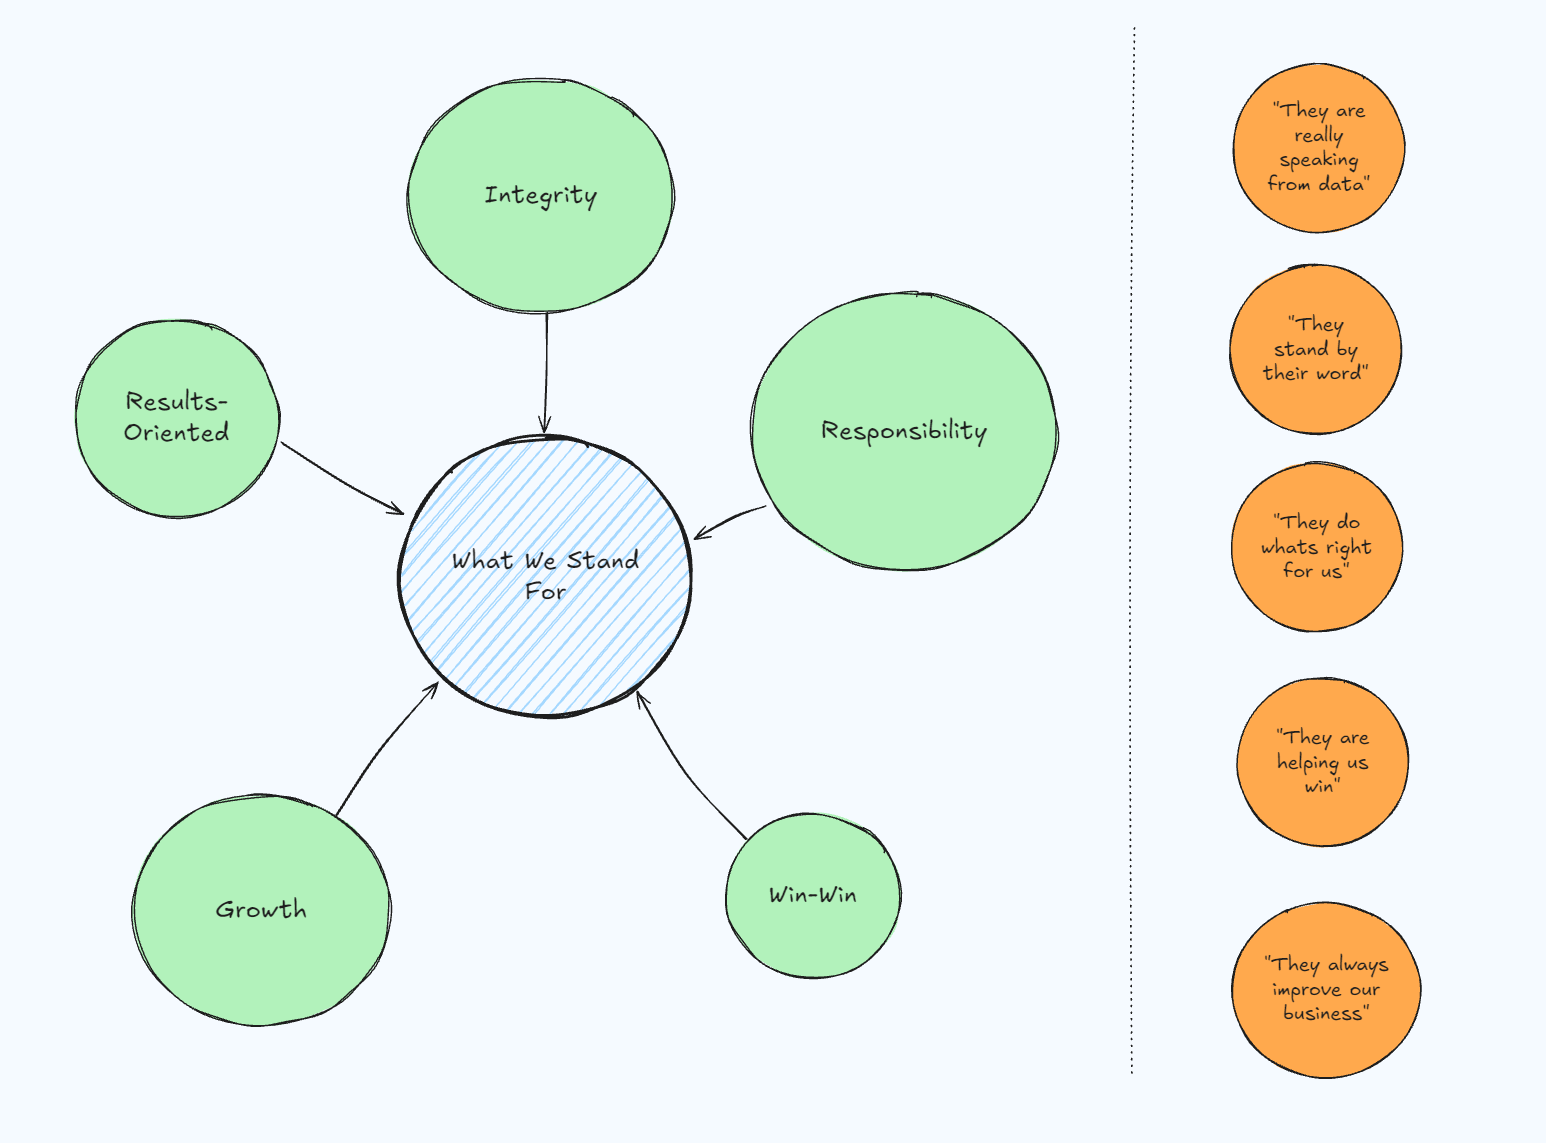 Integrity
Results-
Oriented
Responsibility
What We Stand
For
Growth
Win-Win
"They are
really
speaking
from data"
"They
stand by
their word"
"They do
whats right
for us"
"They are
helping us
win"
"They always
improve our
business"